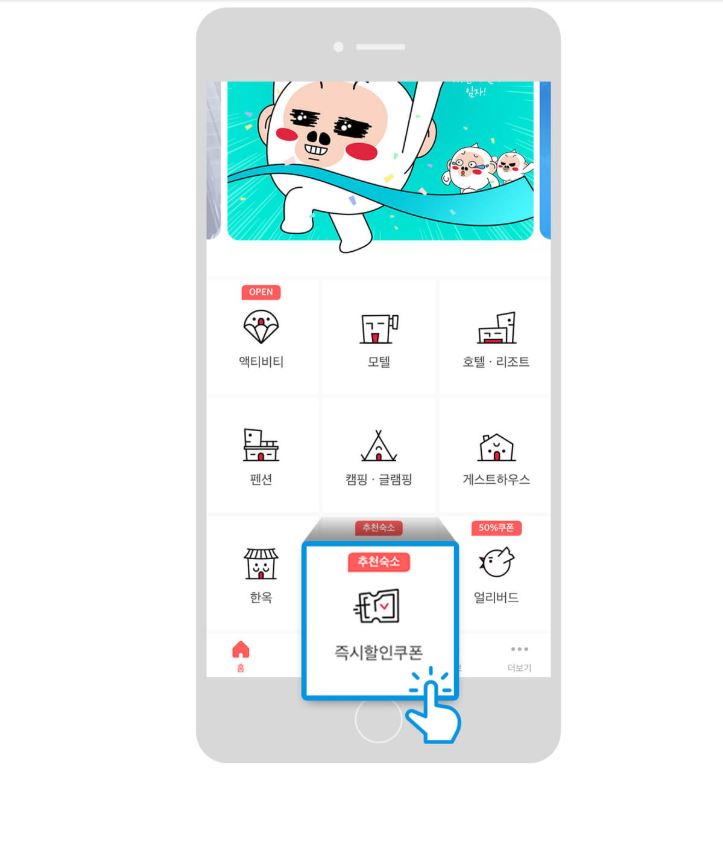 임자!
OPEN
액티비티
모텔
호텔 · 리조트
펜션
캠핑 · 글램핑
게스트하우스
추천숙소
50%쿠폰
한옥
추천숙소
즉시할인쿠폰
얼리버드
홈
더보기